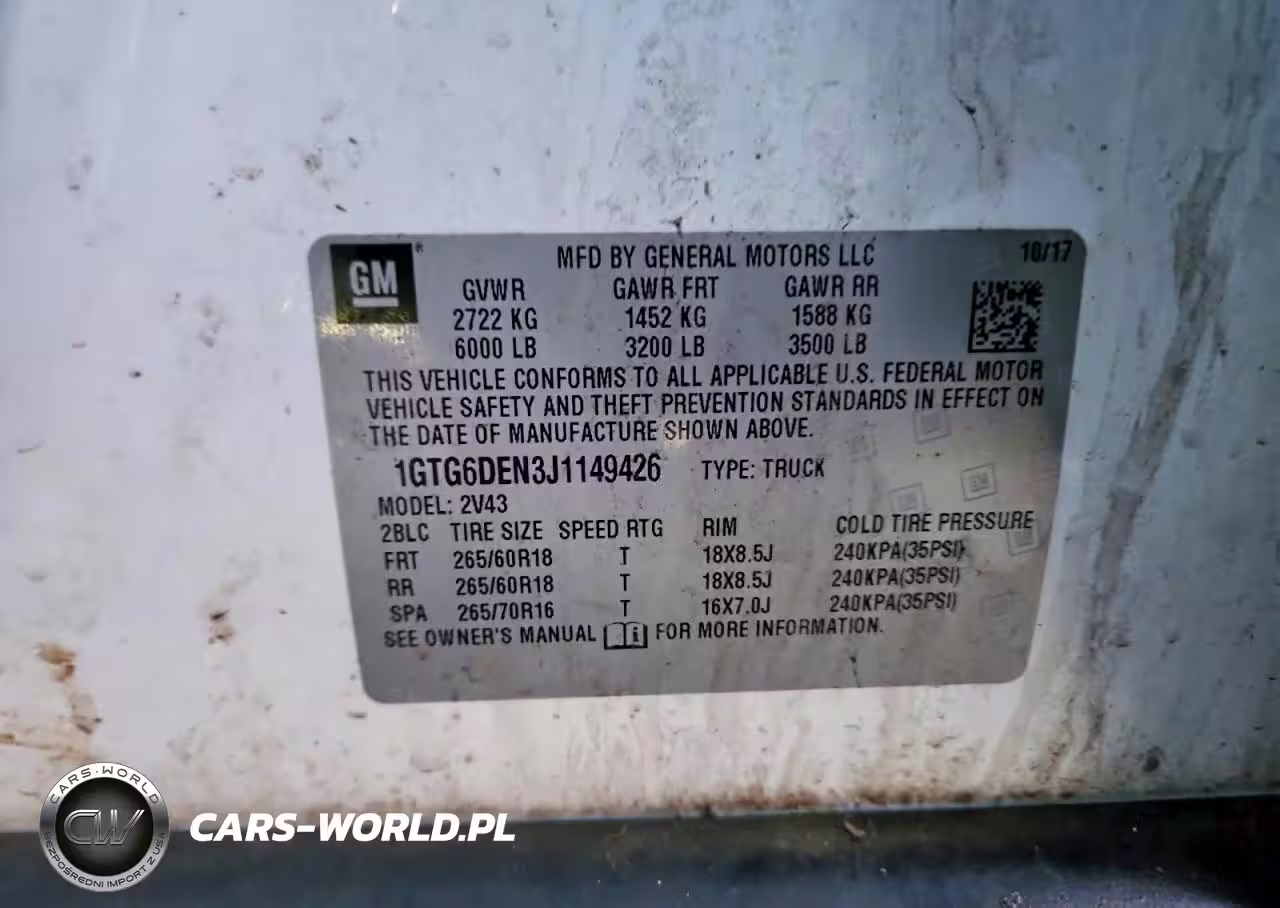 GM®
MFD BY GENERAL MOTORS LLC 10/17
GVWR GAWR FRT GAWR RR
2722 KG 1452 KG 1588 KG
6000 LB 3200 LB 3500 LB
THIS VEHICLE CONFORMS TO ALL APPLICABLE U.S. FEDERAL MOTOR
VEHICLE SAFETY AND THEFT PREVENTION STANDARDS IN EFFECT ON
THE DATE OF MANUFACTURE SHOWN ABOVE.
1GTG6DEN3J1149426 TYPE: TRUCK
MODEL: 2V43
2BLC TIRE SIZE SPEED RTG RIM COLD TIRE PRESSURE
FRT 265/60R18 T 18X8.5J 240KPA(35PSI)
RR 265/60R18 T 18X8.5J 240KPA(35PSI)
SPA 265/70R16 T 16X7.0J 240KPA(35PSI)
SEE OWNER'S MANUAL i FOR MORE INFORMATION.
CARS-WORLD
CW
BEZPOŚREDNI IMPORT Z USA
CARS-WORLD.PL